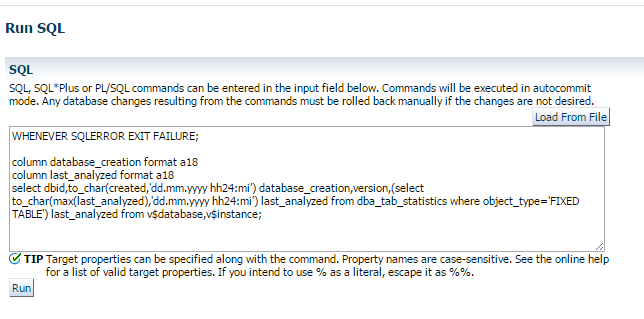 Run SQL
SQL
SQL, SQL*Plus or PL/SQL commands can be entered in the input field below. Commands will be executed in autocommit
mode. Any database changes resulting from the commands must be rolled back manually if the changes are not desired.
Load From File
WHENEVER SQLERROR EXIT FAILURE;
column database_creation format a18
column last_analyzed format a18
select dbid,to_char(created,'dd.mm.yyyy hh24:mi') database_creation,version,(select
to_char(max(last_analyzed),'dd.mm.yyyy hh24:mi') last_analyzed from dba_tab_statistics where object_type='FIXED
TABLE') last_analyzed from v$database,v$instance;
TIP Target properties can be specified along with the command. Property names are case-sensitive. See the online help
for a list of valid target properties. If you intend to use % as a literal, escape it as %%.
Run